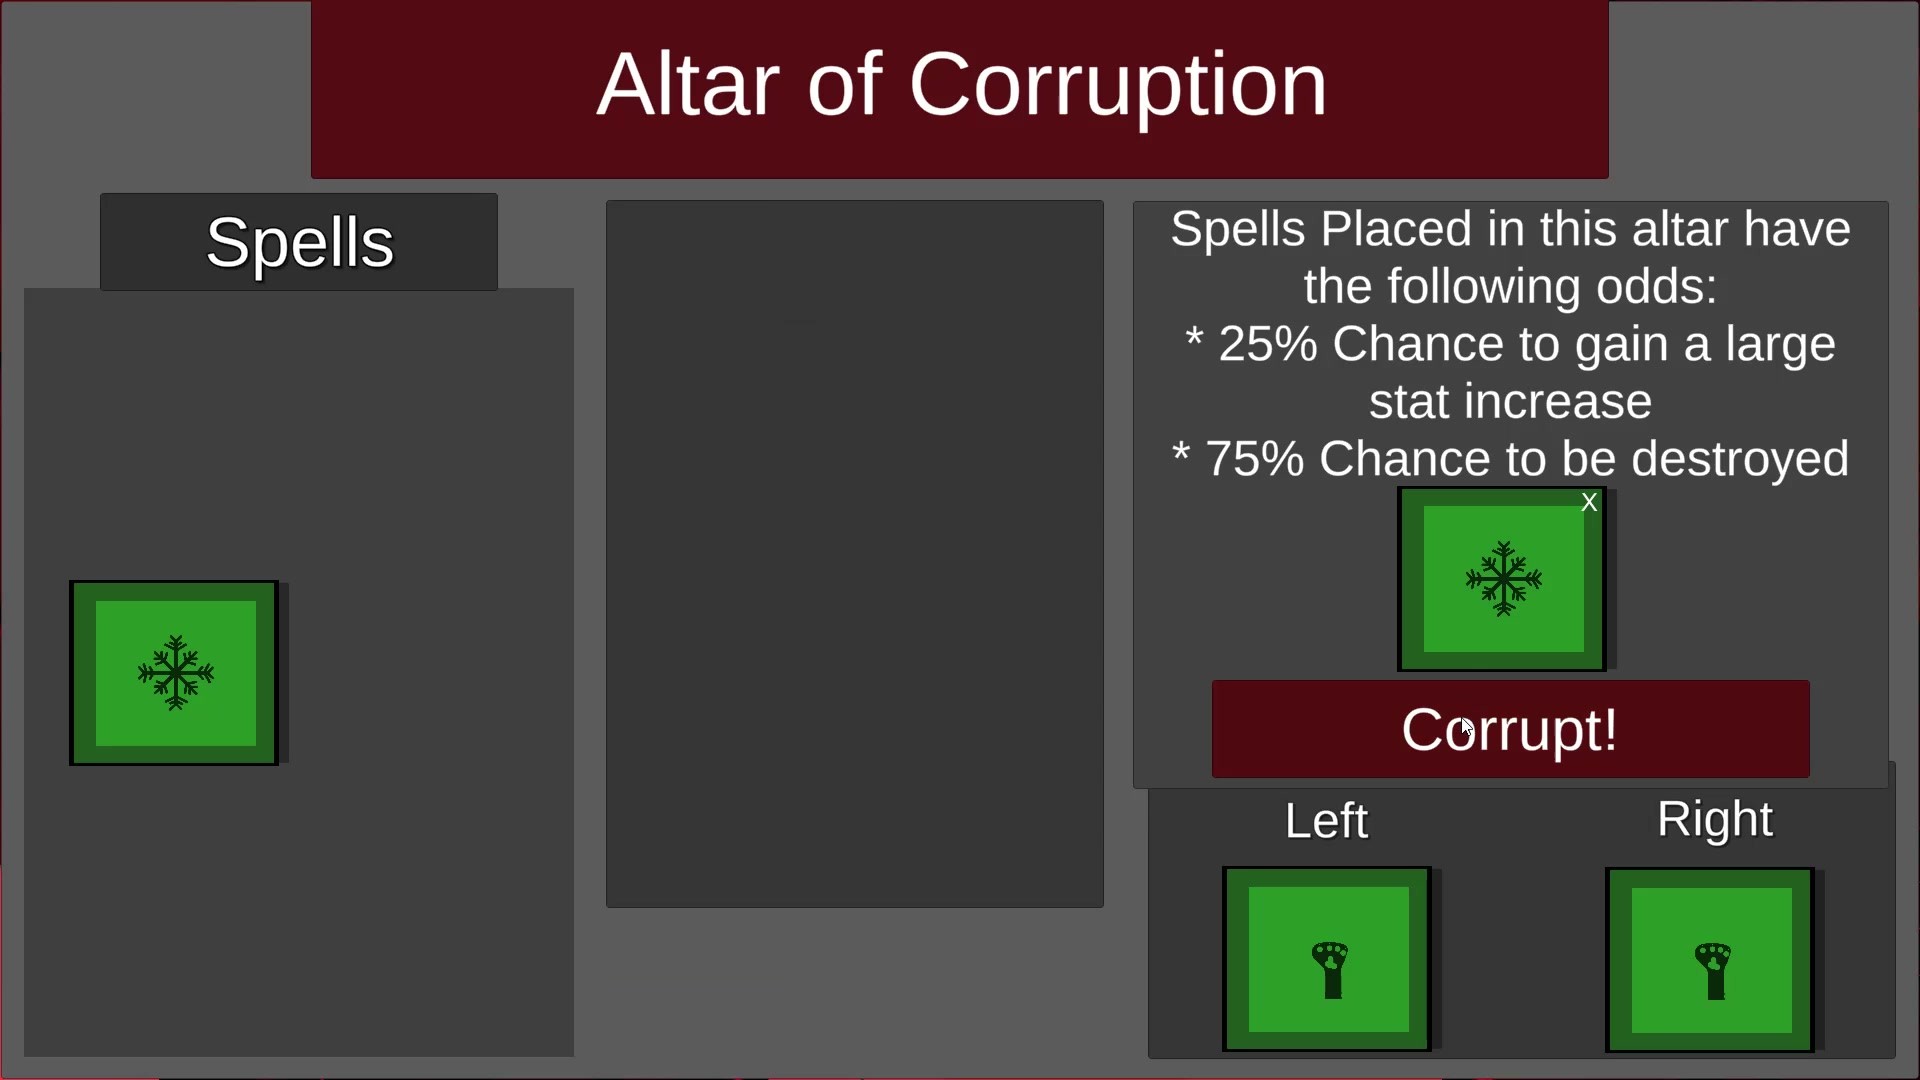 Altar of Corruption
Spells
Spells Placed in this altar have
the following odds:
* 25% Chance to gain a large
stat increase
* 75% Chance to be destroyed
X
Corrupt!
Left
Right